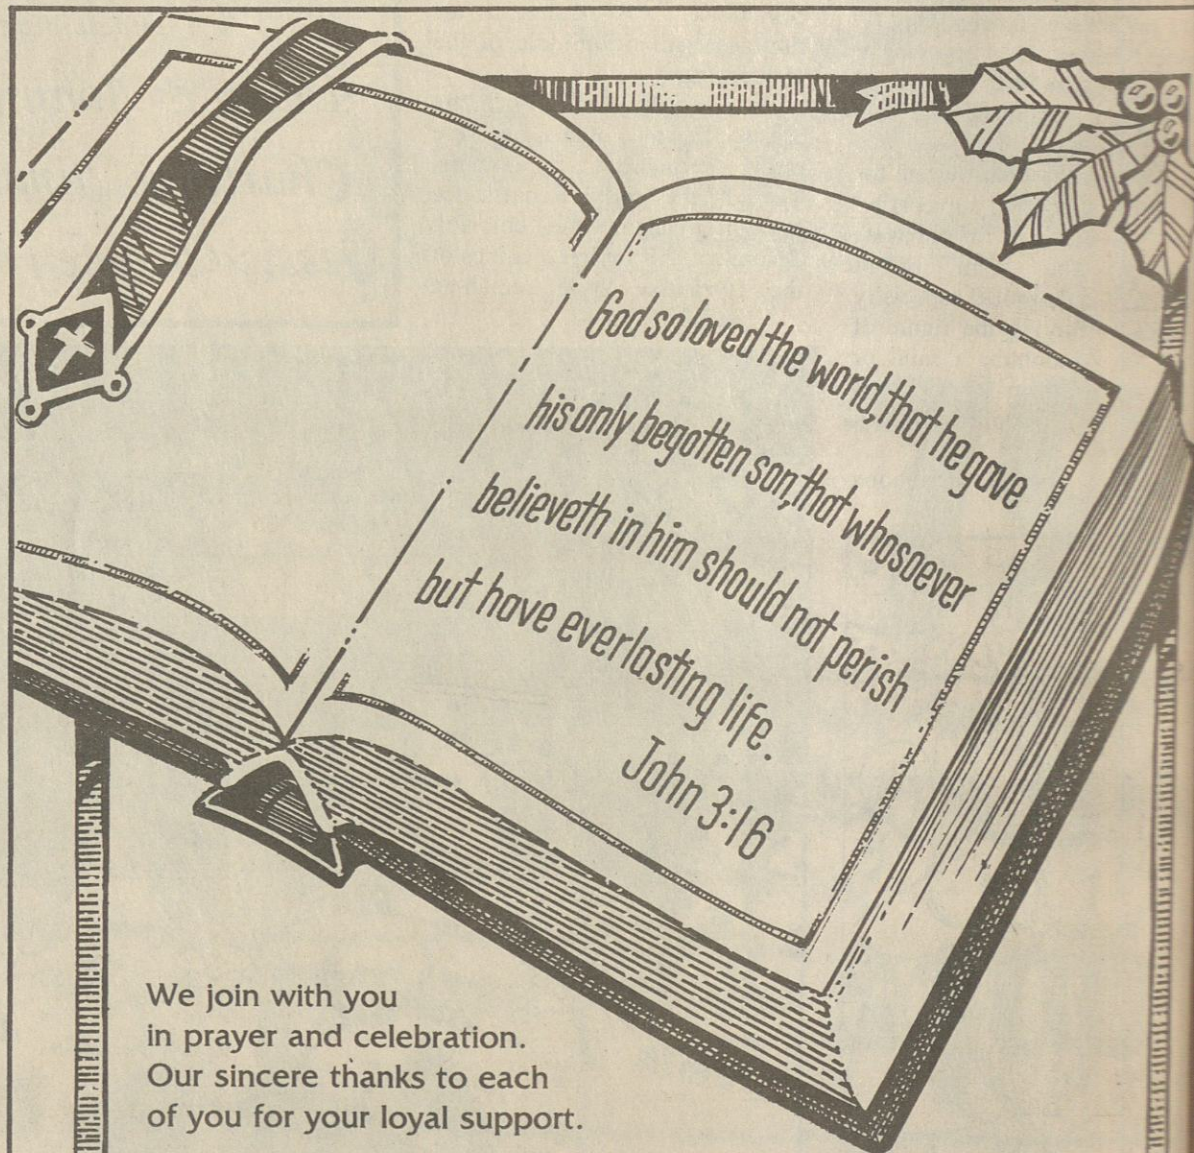 God so loved the world, that he gave
his only begotten son, that whosoever
believeth in him should not perish
but have everlasting life.
John 3:16
We join with you
in prayer and celebration.
Our sincere thanks to each
of you for your loyal support.